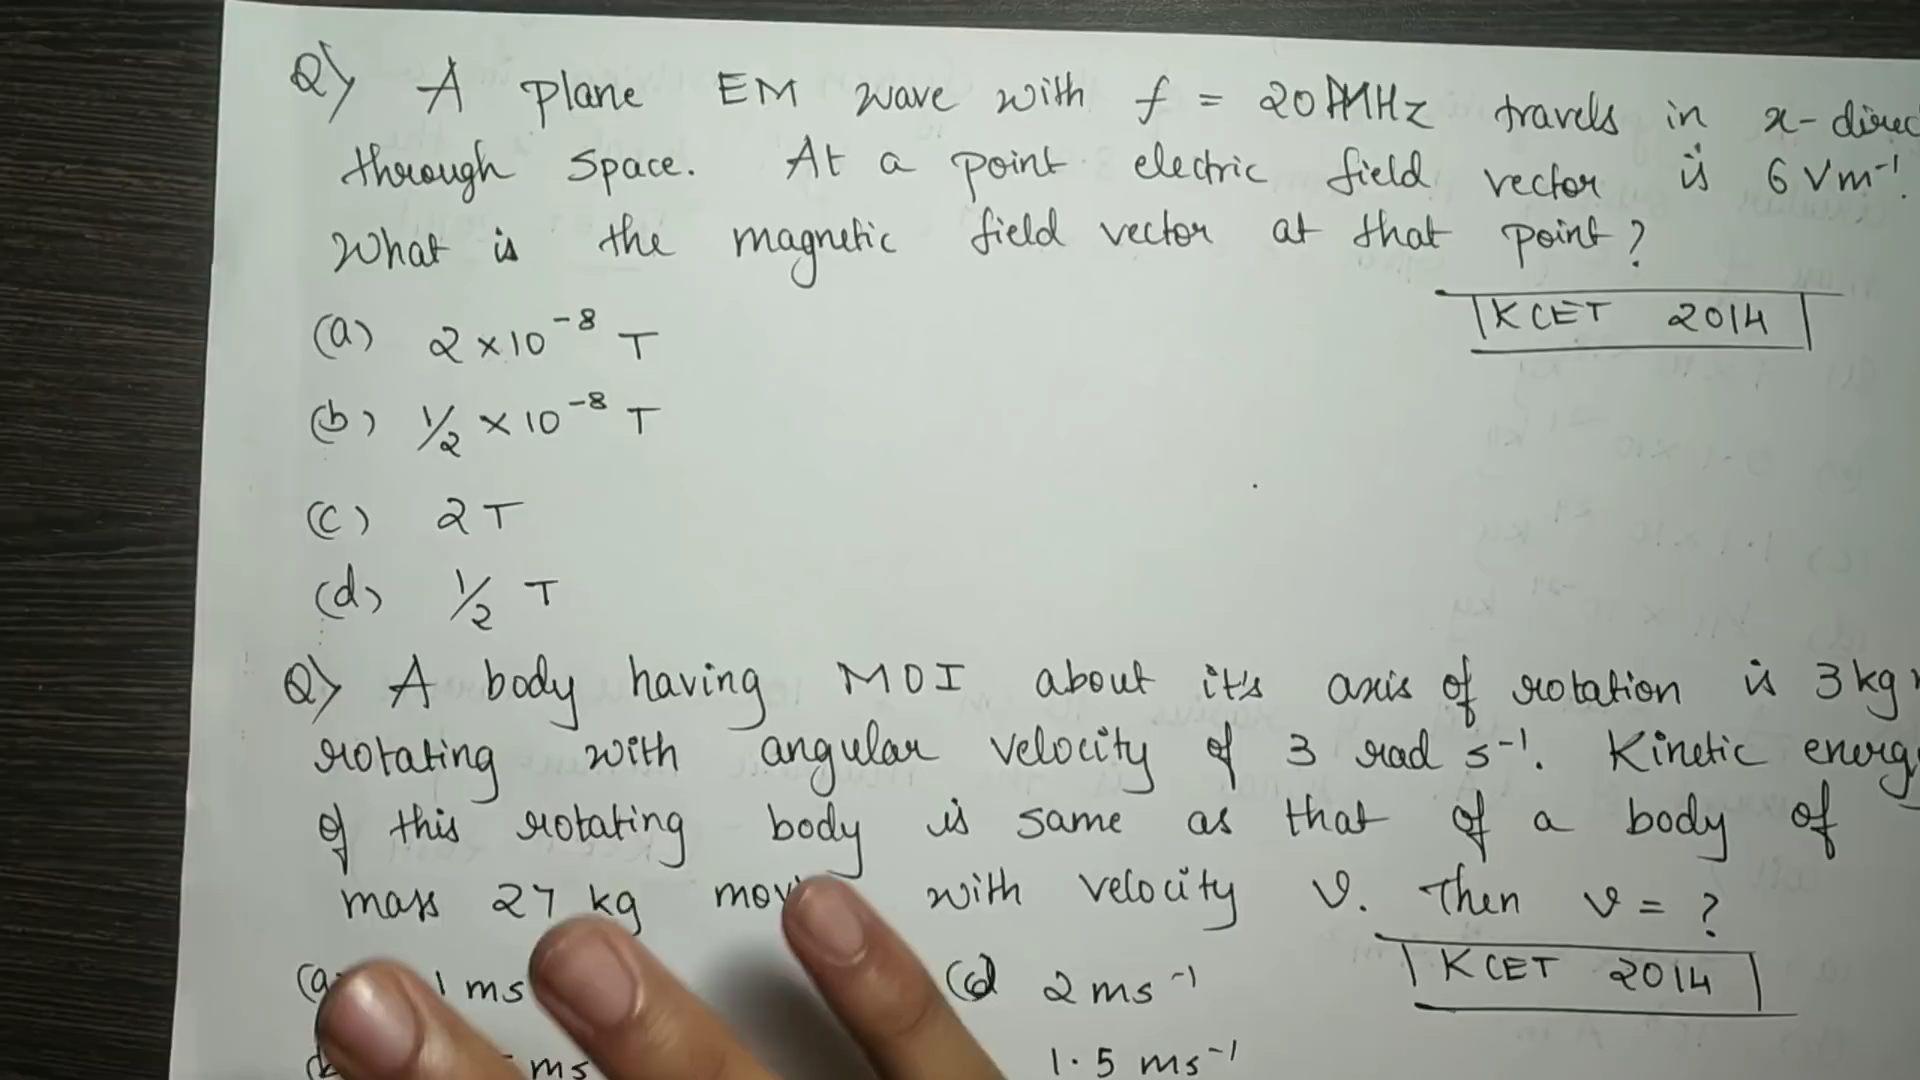 Q) A plane EM wave with f = 20 MHz travels in x-direc
through space. At a point electric field vector is 6 Vm⁻¹.
What is the magnetic field vector at that point?
KCET 2014
(a) 2 × 10⁻⁸ T
(b) 1/2 × 10⁻⁸ T
(c) 2 T
(d) 1/2 T
Q) A body having MOI about it's axis of rotation is 3 kg
rotating with angular velocity of 3 rad s⁻¹. Kinetic energy
of this rotating body is same as that of a body of
mass 27 kg with velocity v. Then v = ?
KCET 2014
(a) 1 ms (c) 2 ms⁻¹
ms 1.5 ms⁻¹